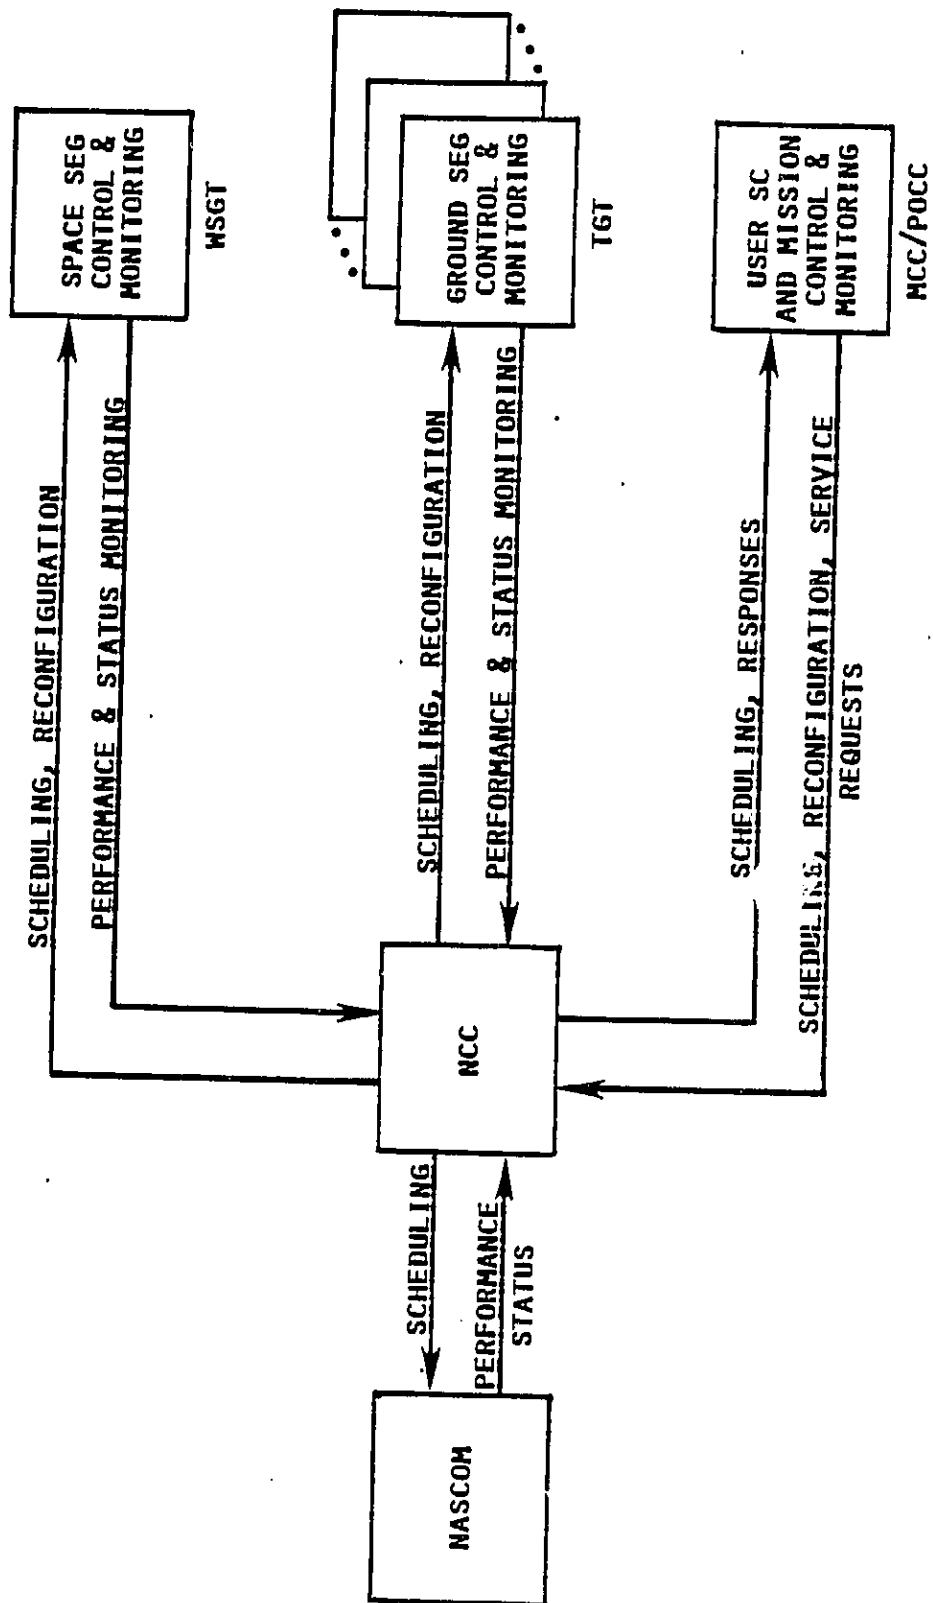 SPACE SEG
CONTROL &
MONITORING
WSGT
SCHEDULING, RECONFIGURATION
PERFORMANCE & STATUS MONITORING
GROUND SEG
CONTROL &
MONITORING
TGT
SCHEDULING, RECONFIGURATION
PERFORMANCE & STATUS MONITORING
USER SC
AND MISSION
CONTROL &
MONITORING
MCC/POCC
SCHEDULING, RESPONSES
SCHEDULING, RECONFIGURATION, SERVICE
REQUESTS
NCC
SCHEDULING
PERFORMANCE
STATUS
NASCOM